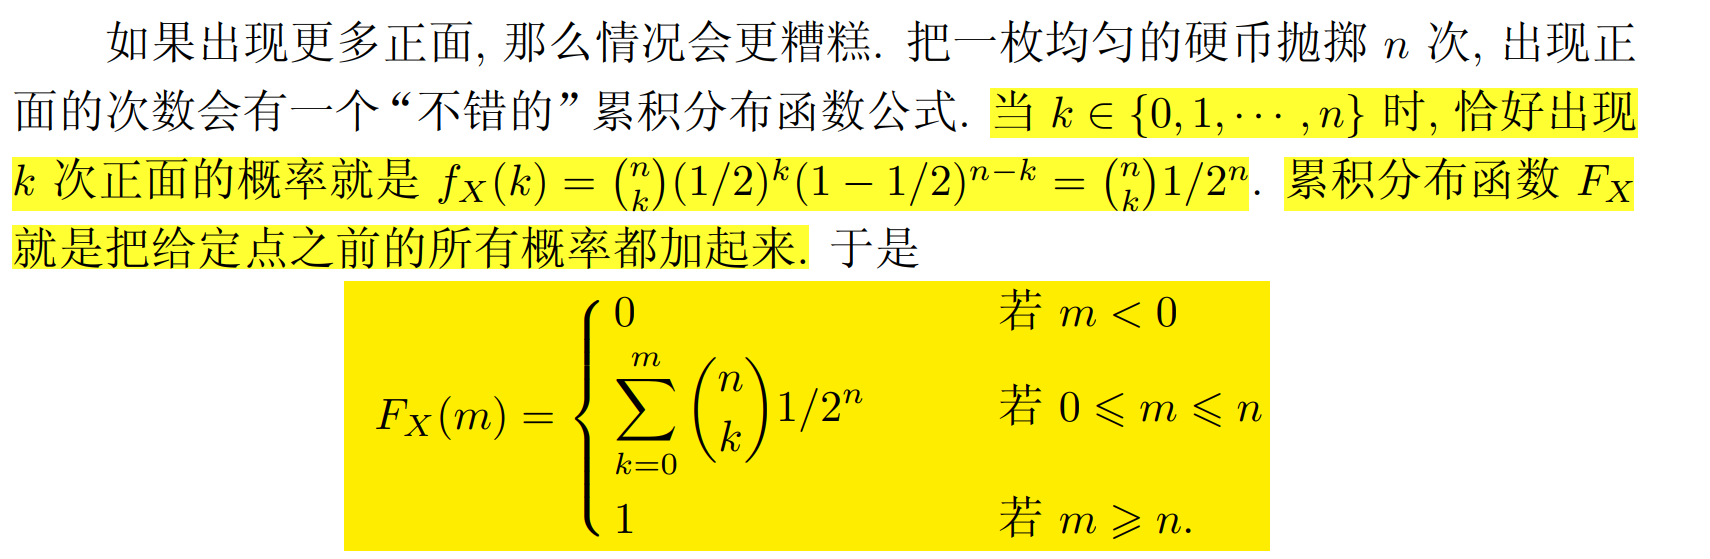 如果出现更多正面, 那么情况会更糟糕. 把一枚均匀的硬币抛掷 n 次, 出现正
面的次数会有一个“不错的”累积分布函数公式. 当 k ∈ {0, 1, ⋯ , n} 时, 恰好出现
k 次正面的概率就是 f_X(k) = \binom{n}{k}(1/2)^k(1 − 1/2)^{n−k} = \binom{n}{k}1/2^n. 累积分布函数 F_X
就是把给定点之前的所有概率都加起来. 于是
F_X(m) = \begin{cases} 0 & 若 m < 0 \\ \sum_{k=0}^{m} \binom{n}{k} 1/2^n & 若 0 ⩽ m ⩽ n \\ 1 & 若 m ⩾ n. \end{cases}